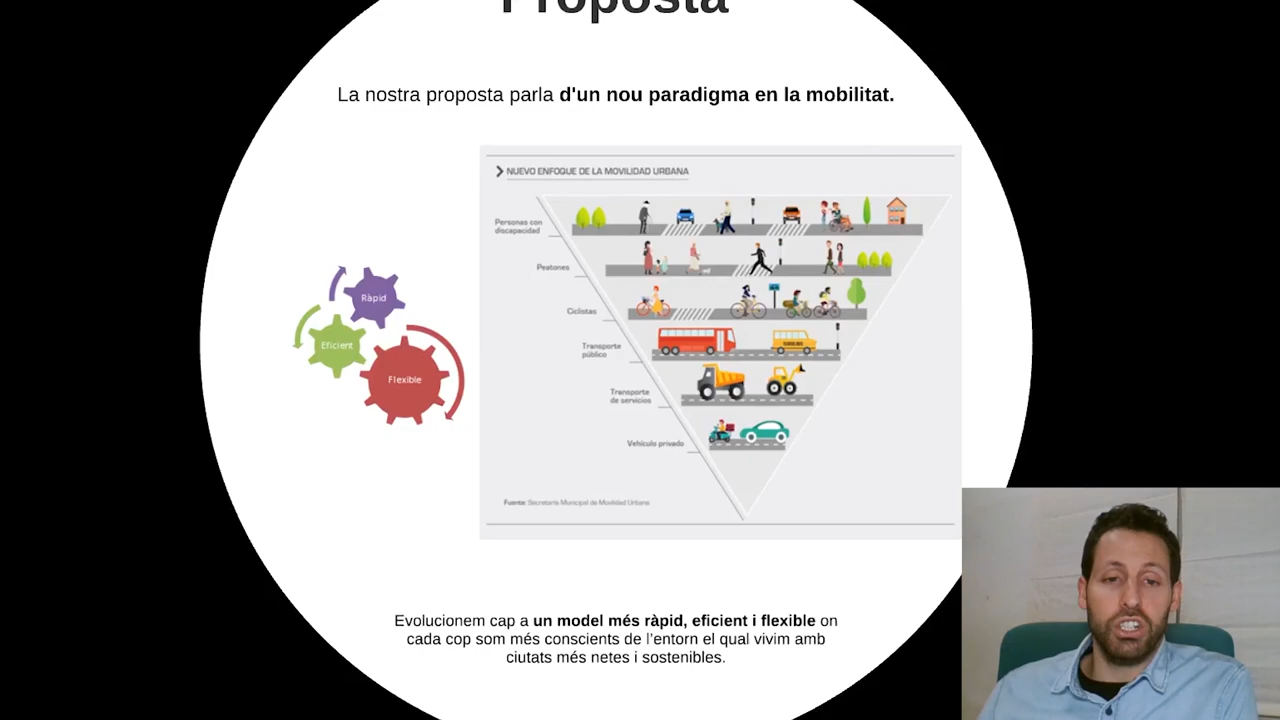 Proposta
La nostra proposta parla d'un nou paradigma en la mobilitat.
NUEVO ENFOQUE DE LA MOVILIDAD URBANA
Personas con
discapacidad
Peatones
Ciclistas
Transporte
público
Transporte
de servicios
Vehículo privado
Fuente: Secretaría Municipal de Movilidad Urbana
Ràpid
Eficient
Flexible
Evolucionem cap a un model més ràpid, eficient i flexible on
cada cop som més conscients de l'entorn el qual vivim amb
ciutats més netes i sostenibles.